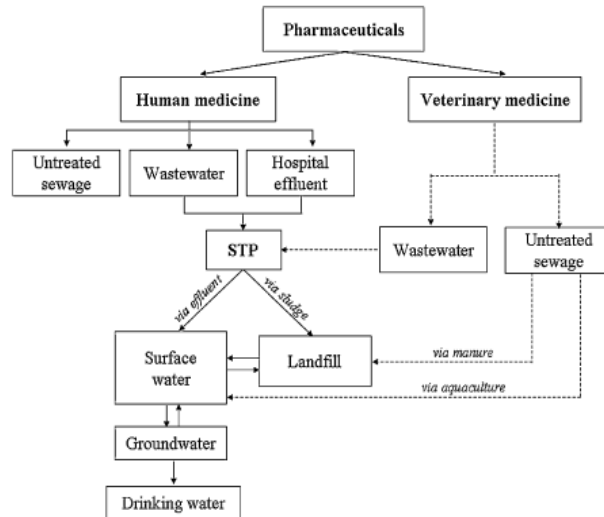 Pharmaceuticals
Human medicine
Veterinary medicine
Untreated
sewage
Wastewater
Hospital
effluent
STP
Wastewater
Untreated
sewage
via effluent
via sludge
Surface
water
Landfill
via manure
via aquaculture
Groundwater
Drinking water